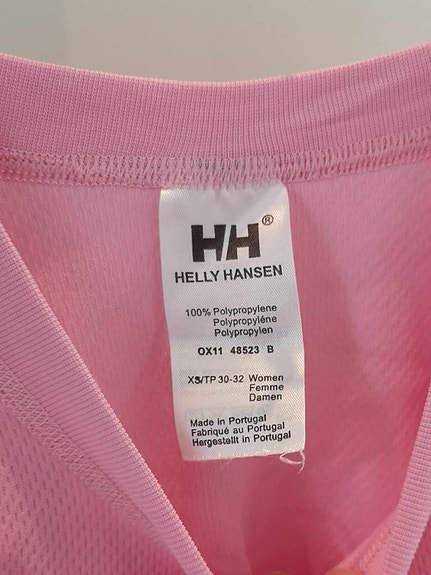 HH®
HELLY HANSEN
100% Polypropylene
Polypropyléne
Polypropylen
OX11 48523 B
XS/TP 30-32 Women
Femme
Damen
Made in Portugal
Fabriqué au Portugal
Hergestellt in Portugal